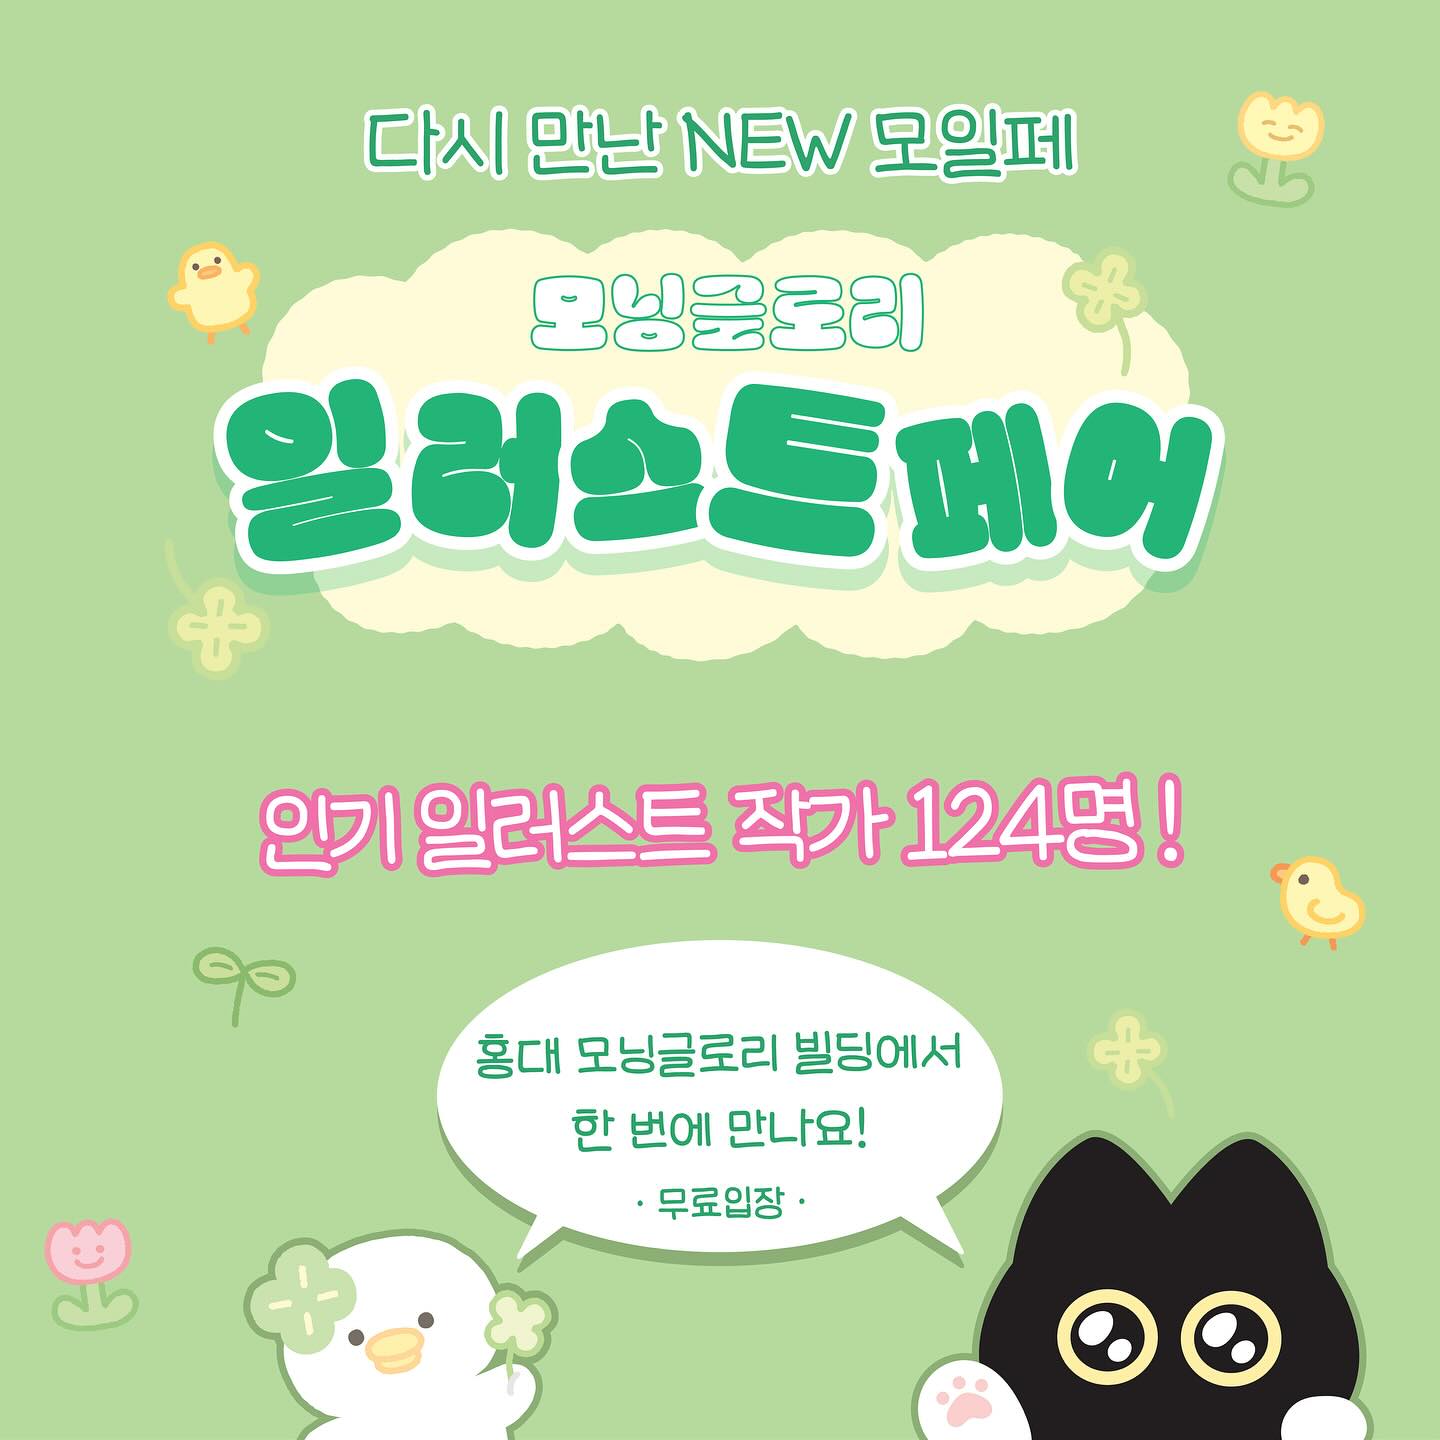 다시 만난 NEW 모일페
모닝글로리
일러스트페어
인기 일러스트 작가 124명!
홍대 모닝글로리 빌딩에서
한 번에 만나요!
· 무료입장 ·